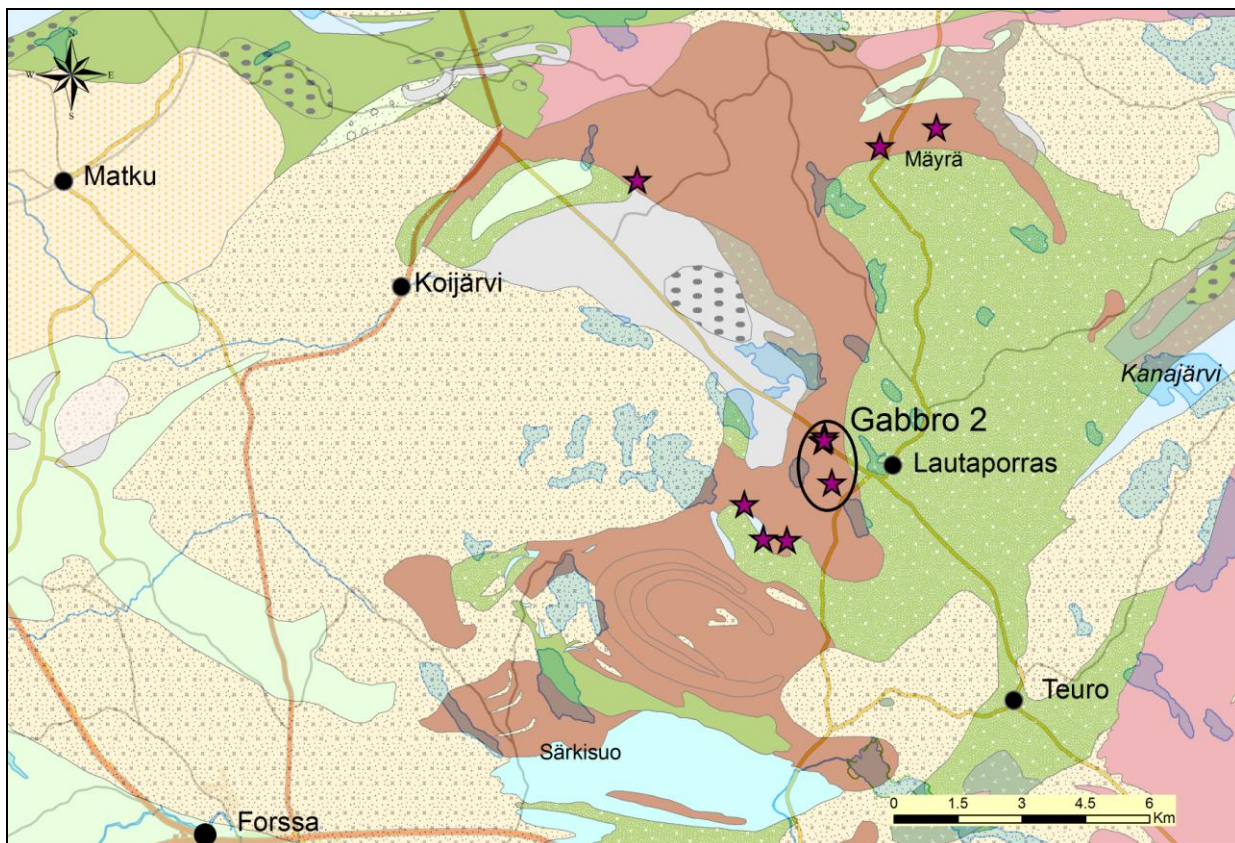 N
W E
S
Matku
Mäyrä
Koijärvi
Kanajärvi
Gabbro 2
Lautaporras
Teuro
Särkisuo
Forssa
0 1.5 3 4.5 6
Km